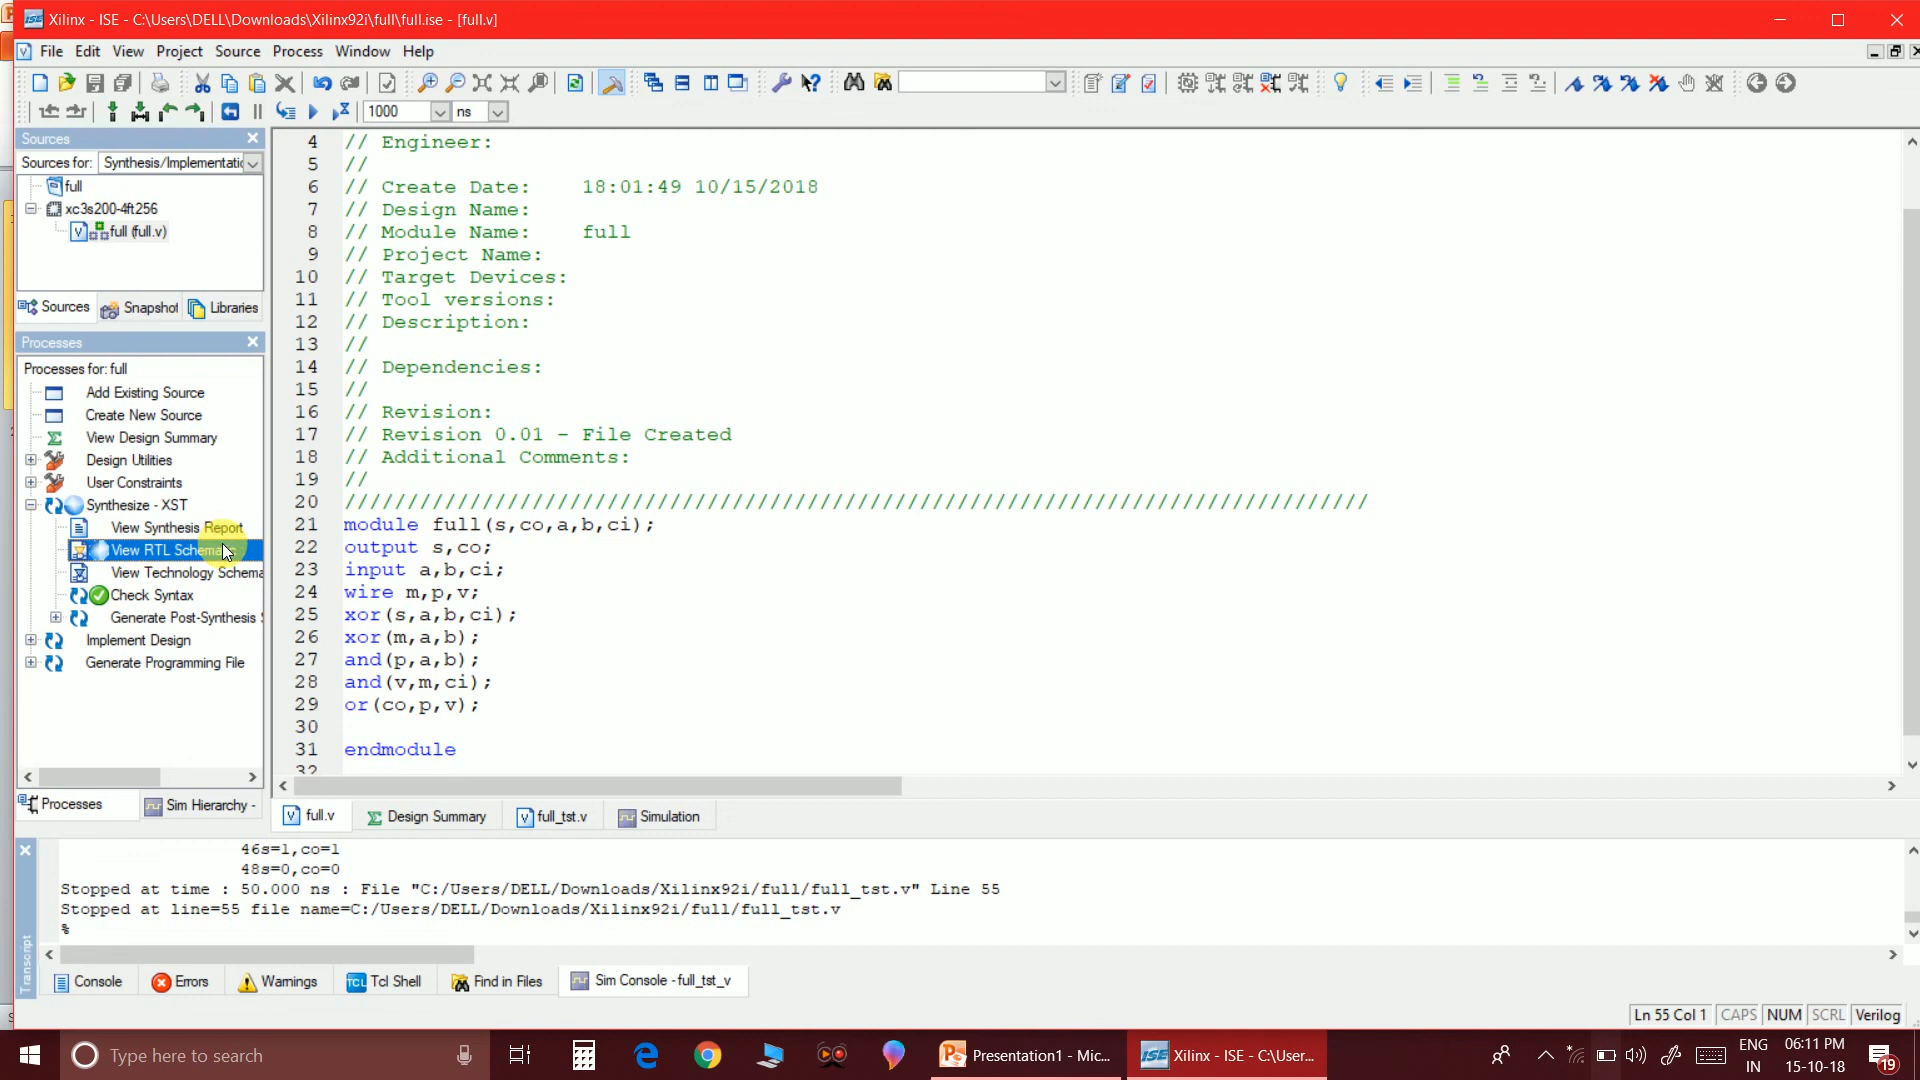 Xilinx - ISE - C:\Users\DELL\Downloads\Xilinx92i\full\full.ise - [full.v]
File Edit View Project Source Process Window Help
1000 ns
Sources
Sources for: Synthesis/Implementatic
full
xc3s200-4ft256
full (full.v)
Sources Snapshot Libraries
Processes
Processes for: full
Add Existing Source
Create New Source
View Design Summary
Design Utilities
User Constraints
Synthesize - XST
View Synthesis Report
View RTL Schema
View Technology Schema
Check Syntax
Generate Post-Synthesis
Implement Design
Generate Programming File
Processes Sim Hierarchy -
4 // Engineer:
5 //
6 // Create Date: 18:01:49 10/15/2018
7 // Design Name:
8 // Module Name: full
9 // Project Name:
10 // Target Devices:
11 // Tool versions:
12 // Description:
13 //
14 // Dependencies:
15 //
16 // Revision:
17 // Revision 0.01 - File Created
18 // Additional Comments:
19 //
20 //////////////////////////////////////////////////////////////////////////////////
21 module full(s,co,a,b,ci);
22 output s,co;
23 input a,b,ci;
24 wire m,p,v;
25 xor(s,a,b,ci);
26 xor(m,a,b);
27 and(p,a,b);
28 and(v,m,ci);
29 or(co,p,v);
30
31 endmodule
32
full.v Design Summary full_tst.v Simulation
46s=1,co=1
48s=0,co=0
Stopped at time : 50.000 ns : File "C:/Users/DELL/Downloads/Xilinx92i/full/full_tst.v" Line 55
Stopped at line=55 file name=C:/Users/DELL/Downloads/Xilinx92i/full/full_tst.v
%
Transcript
Console Errors Warnings Tcl Shell Find in Files Sim Console - full_tst_v
Ln 55 Col 1 CAPS NUM SCRL Verilog
Type here to search
Presentation1 - Mic...
Xilinx - ISE - C:\User...
ENG
IN
06:11 PM
15-10-18
19